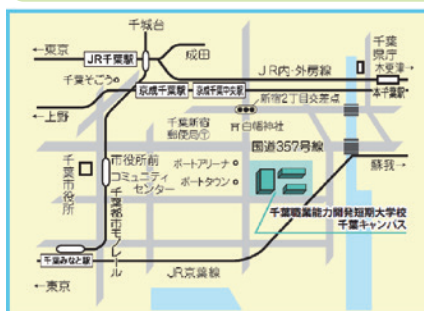 千城台
←東京
JR千葉駅
成田
千葉県庁
木更津→
千葉そごう
JR内・外房線
本千葉駅
京成千葉駅
京成千葉中央駅
←上野
新宿2丁目交差点
千葉新宿
郵便局〒
白幡神社
国道357号線
蘇我→
千葉市役所
市役所前
コミュニティ
センター
ポートアリーナ
ポートタウン
千葉都市モノレール
千葉職業能力開発短期大学校
千葉キャンパス
千葉みなと駅
JR京葉線
←東京